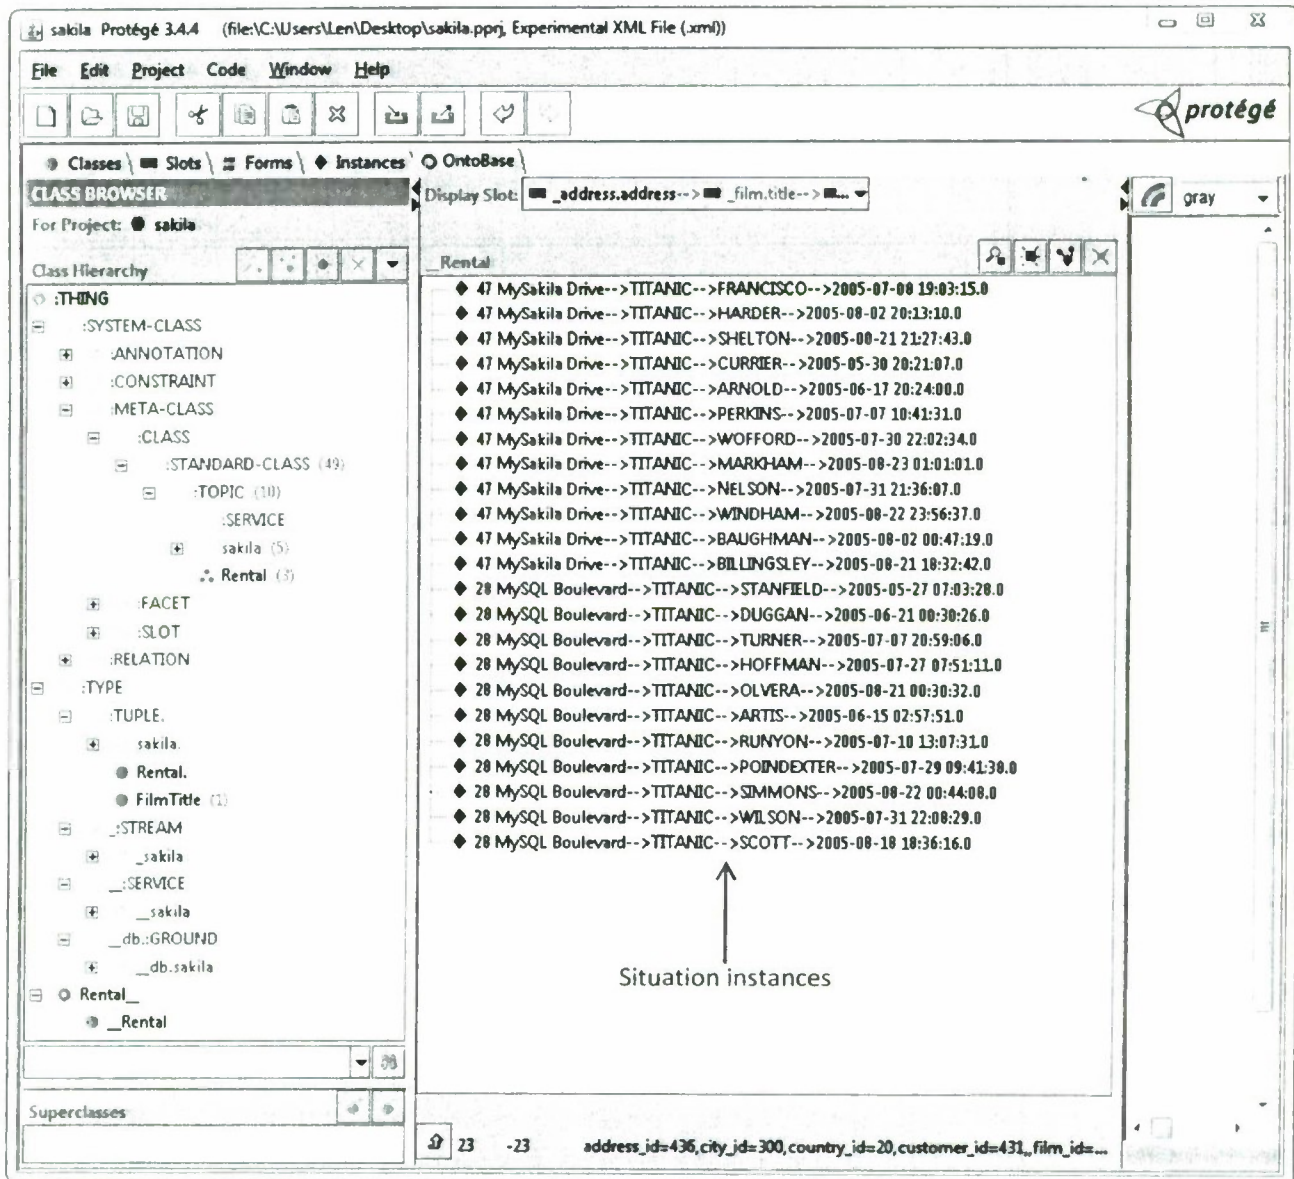 sakila Protégé 3.4.4 (file:\C:\Users\Len\Desktop\sakila.pprj, Experimental XML File (.xml))
File Edit Project Code Window Help
protégé
Classes Slots Forms Instances OntoBase
CLASS BROWSER
For Project: sakila
Class Hierarchy
:THING
:SYSTEM-CLASS
:ANNOTATION
:CONSTRAINT
:META-CLASS
:CLASS
:STANDARD-CLASS (49)
:TOPIC (10)
:SERVICE
sakila (5)
Rental (3)
:FACET
:SLOT
:RELATION
:TYPE
:TUPLE.
sakila.
Rental.
FilmTitle (1)
_:STREAM
_sakila
__:SERVICE
__sakila
__db.:GROUND
__db.sakila
Rental__
__Rental
Superclasses
Display Slot: _address.address--> _film.title--> ...
gray
__Rental
47 MySakila Drive-->TITANIC-->FRANCISCO-->2005-07-08 19:03:15.0
47 MySakila Drive-->TITANIC-->HARDER-->2005-08-02 20:13:10.0
47 MySakila Drive-->TITANIC-->SHELTON-->2005-08-21 21:27:43.0
47 MySakila Drive-->TITANIC-->CURRIER-->2005-05-30 20:21:07.0
47 MySakila Drive-->TITANIC-->ARNOLD-->2005-06-17 20:24:00.0
47 MySakila Drive-->TITANIC-->PERKINS-->2005-07-07 10:41:31.0
47 MySakila Drive-->TITANIC-->WOFFORD-->2005-07-30 22:02:34.0
47 MySakila Drive-->TITANIC-->MARKHAM-->2005-08-23 01:01:01.0
47 MySakila Drive-->TITANIC-->NELSON-->2005-07-31 21:36:07.0
47 MySakila Drive-->TITANIC-->WINDHAM-->2005-08-22 23:56:37.0
47 MySakila Drive-->TITANIC-->BAUGHMAN-->2005-08-02 00:47:19.0
47 MySakila Drive-->TITANIC-->BILLINGSLEY-->2005-08-21 18:32:42.0
28 MySQL Boulevard-->TITANIC-->STANFIELD-->2005-05-27 07:03:28.0
28 MySQL Boulevard-->TITANIC-->DUGGAN-->2005-06-21 00:30:26.0
28 MySQL Boulevard-->TITANIC-->TURNER-->2005-07-07 20:59:06.0
28 MySQL Boulevard-->TITANIC-->HOFFMAN-->2005-07-27 07:51:11.0
28 MySQL Boulevard-->TITANIC-->OLVERA-->2005-08-21 00:30:32.0
28 MySQL Boulevard-->TITANIC-->ARTIS-->2005-06-15 02:57:51.0
28 MySQL Boulevard-->TITANIC-->RUNYON-->2005-07-10 13:07:31.0
28 MySQL Boulevard-->TITANIC-->POINDEXTER-->2005-07-29 09:41:38.0
28 MySQL Boulevard-->TITANIC-->SIMMONS-->2005-08-22 00:44:08.0
28 MySQL Boulevard-->TITANIC-->WILSON-->2005-07-31 22:08:29.0
28 MySQL Boulevard-->TITANIC-->SCOTT-->2005-08-18 18:36:16.0
Situation instances
23 -23 address_id=436,city_id=300,country_id=20,customer_id=431,,film_id=...